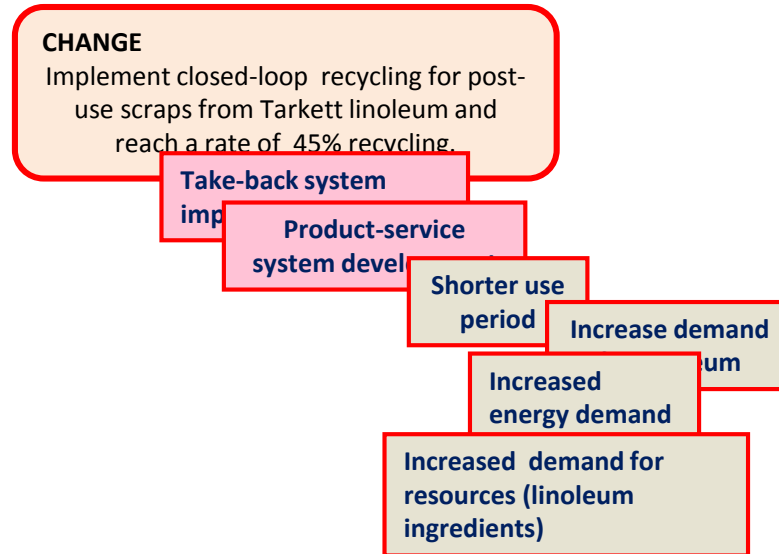 CHANGE
Implement closed-loop recycling for post-
use scraps from Tarkett linoleum and
reach a rate of 45% recycling.
Take-back system
Product-service
system
Shorter use
period
Increase demand
Increased
energy demand
Increased demand for
resources (linoleum
ingredients)